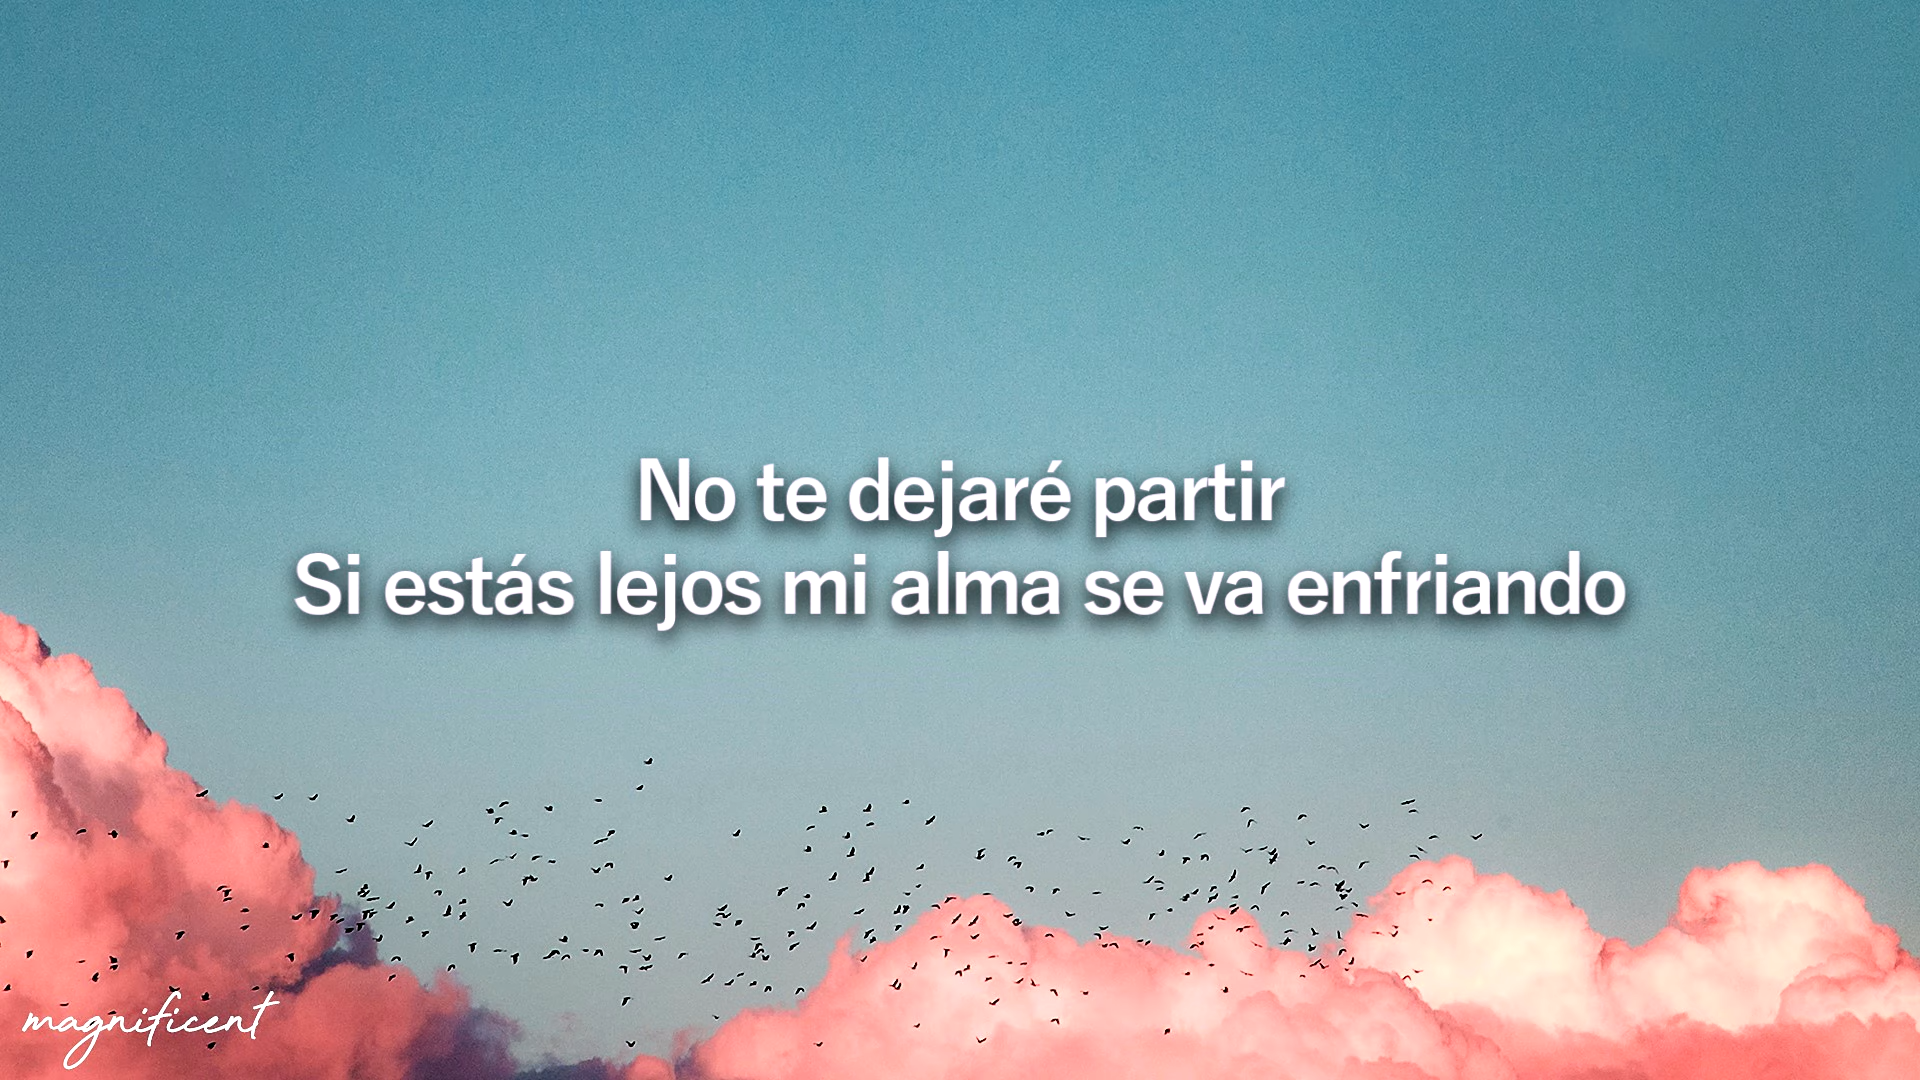 No te dejaré partir
Si estás lejos mi alma se va enfriando
magnificent